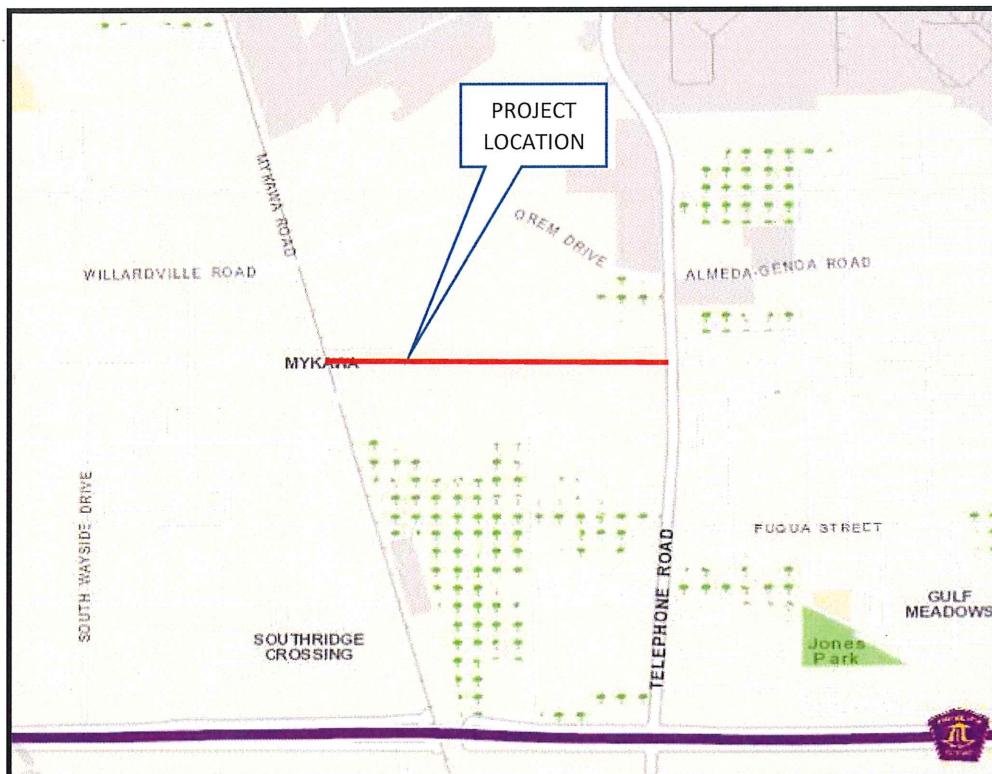 PROJECT
LOCATION
MYKAWA ROAD
OREM DRIVE
WILLARDVILLE ROAD
ALMEDA-GENOA ROAD
MYKAWA
SOUTH WAYSIDE DRIVE
TELEPHONE ROAD
FUQUA STREET
GULF
MEADOWS
SOUTHRIDGE
CROSSING
Jones
Park